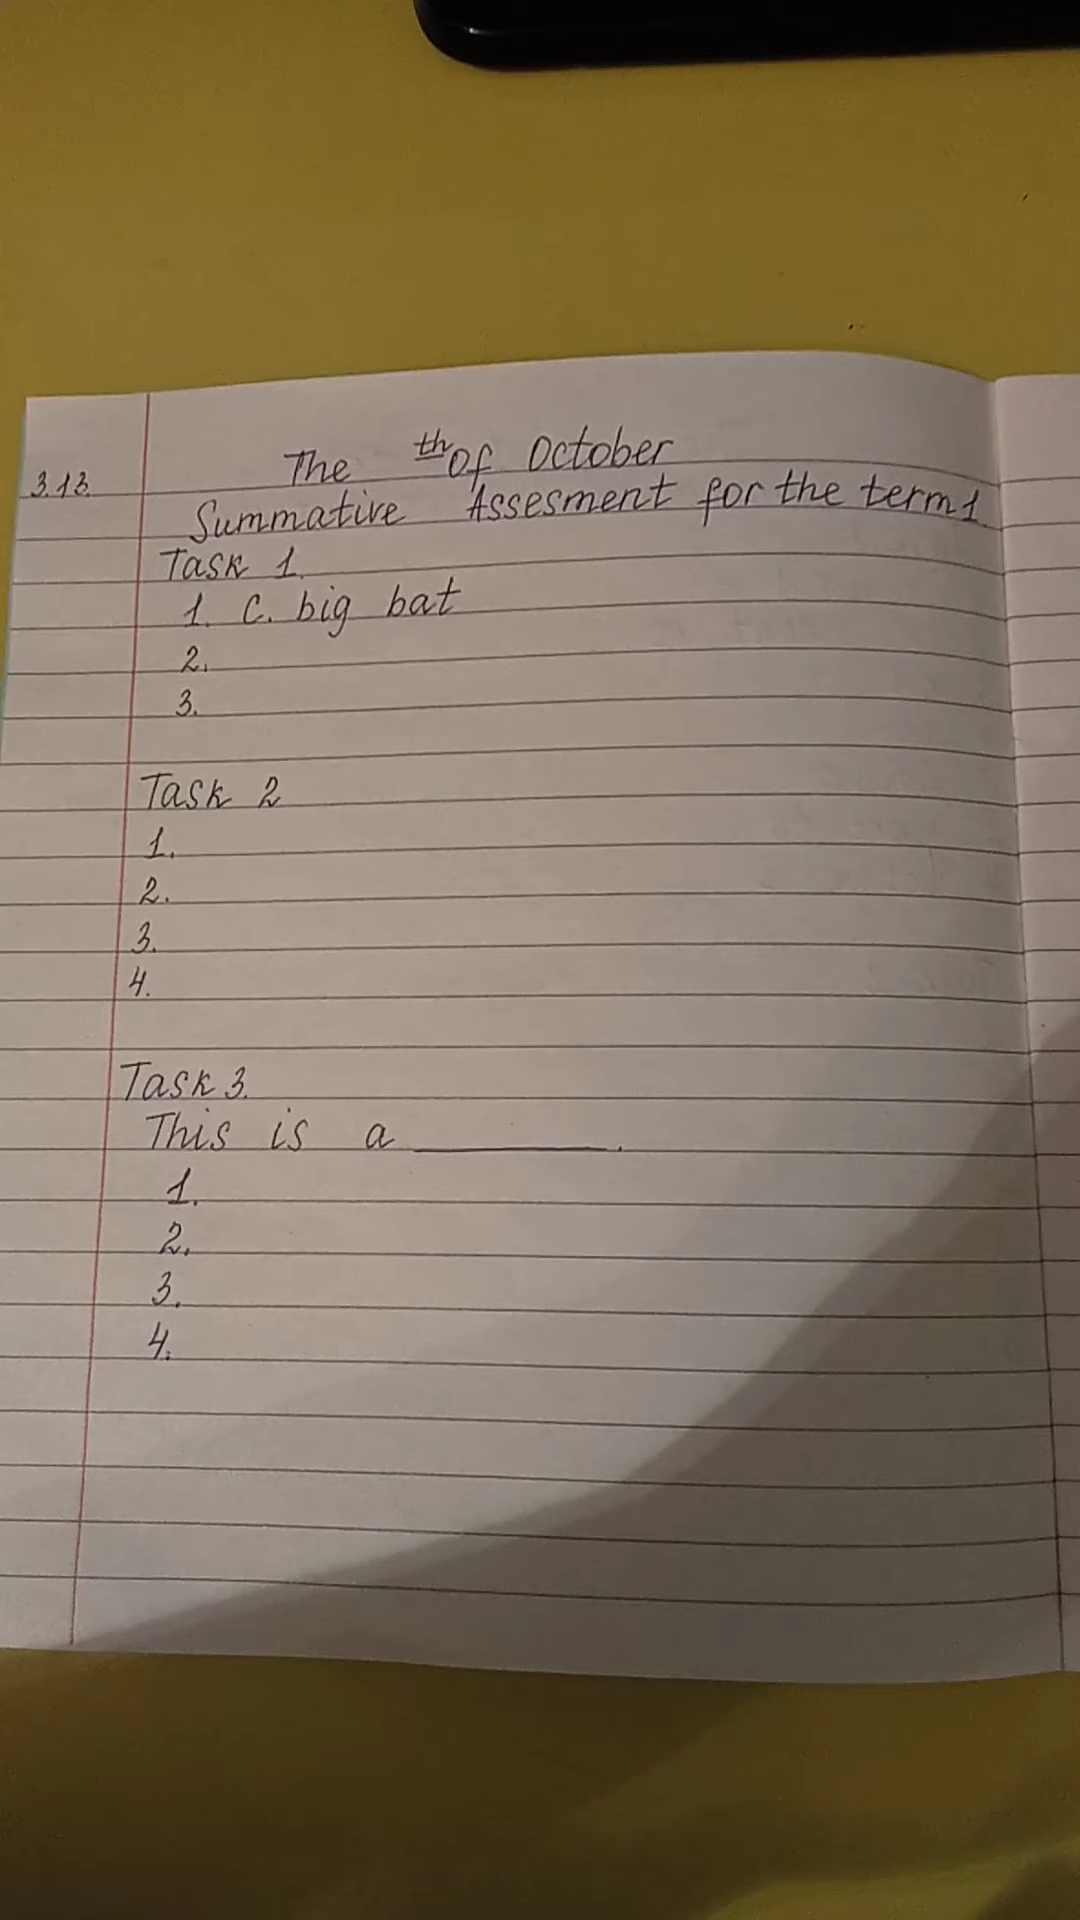 The th of October
3.13.
Summative Assesment for the term 1
Task 1.
1. C. big bat
2.
3.
Task 2
1.
2.
3.
4.
Task 3.
This is a ________.
1.
2.
3.
4.